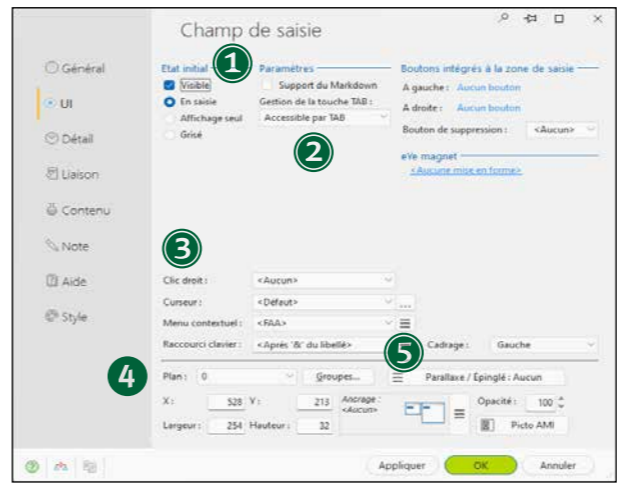 Champ de saisie
Général
UI
Détail
Liaison
Contenu
Note
Aide
Style
Etat initial
1
Visible
En saisie
Affichage seul
Grisé
Paramètres
Support du Markdown
Gestion de la touche TAB :
Accessible par TAB
2
Boutons intégrés à la zone de saisie
A gauche : Aucun bouton
A droite : Aucun bouton
Bouton de suppression : <Aucun>
eVe magnet
<Aucune mise en forme>
3
Clic droit : <Aucun>
Curseur : <Défaut> ...
Menu contextuel : <FAA>
Raccourci clavier : <Après '&' du libellé>
5
Cadrage : Gauche
4
Plan : 0 Groupes... Parallaxe / Épinglé : Aucun
X : 528 Y : 213 Ancrage : <Aucun> Opacité : 100
Largeur : 254 Hauteur : 32 Picto AMI
Appliquer OK Annuler